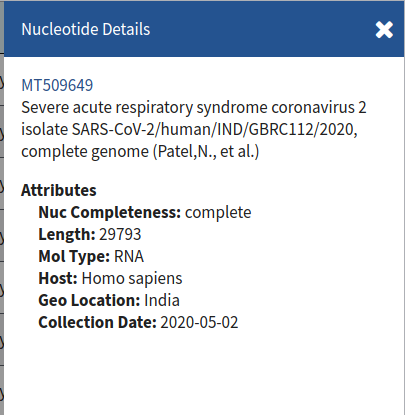 Nucleotide Details
MT509649
Severe acute respiratory syndrome coronavirus 2
isolate SARS-CoV-2/human/IND/GBRC112/2020,
complete genome (Patel,N., et al.)
Attributes
Nuc Completeness: complete
Length: 29793
Mol Type: RNA
Host: Homo sapiens
Geo Location: India
Collection Date: 2020-05-02